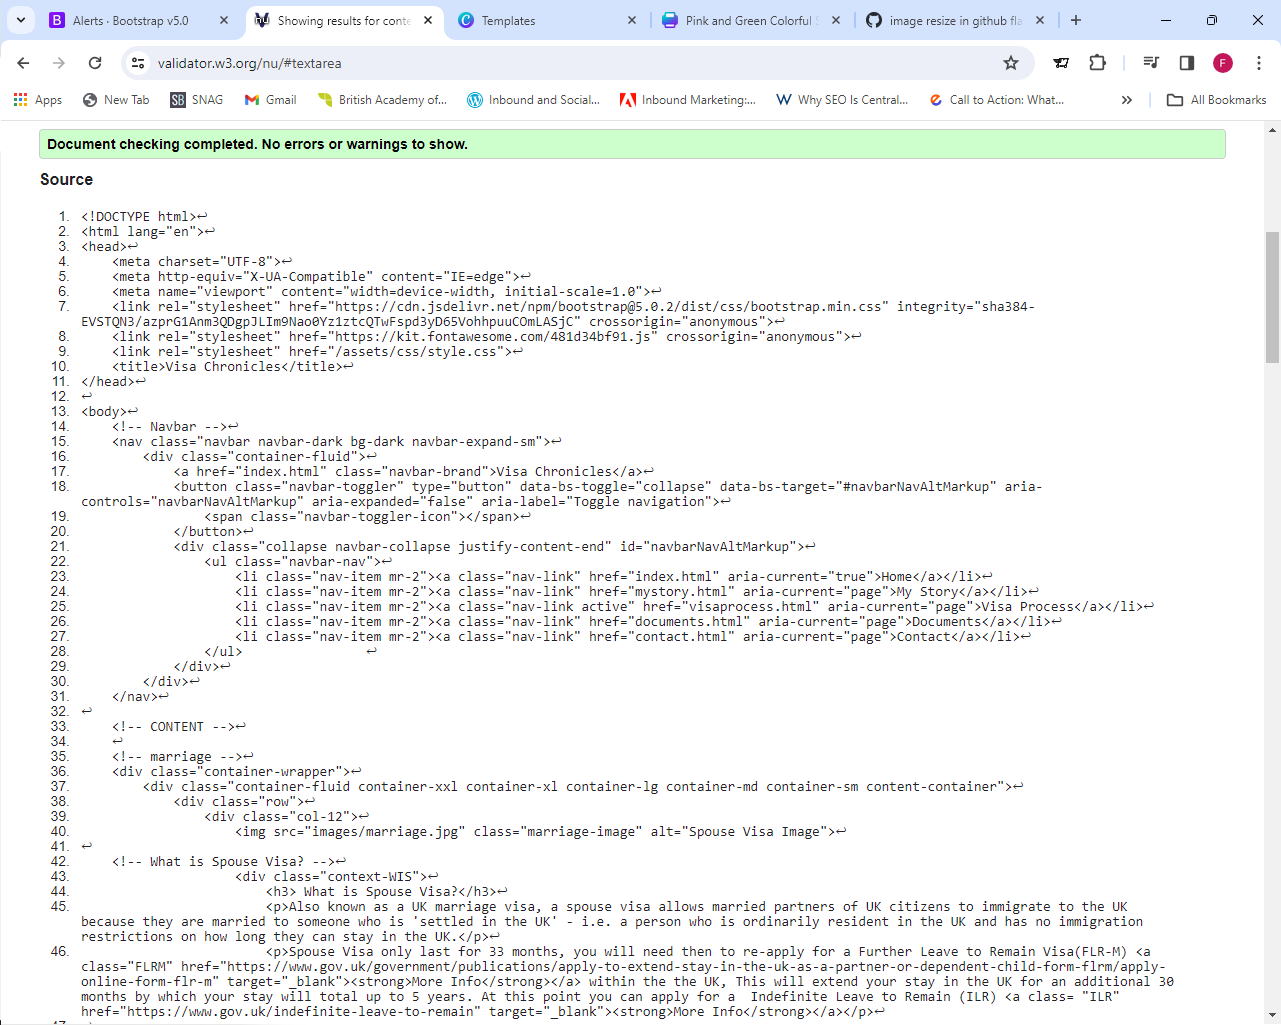 Alerts · Bootstrap v5.0
Showing results for conte
Templates
Pink and Green Colorful S
image resize in github fla
validator.w3.org/nu/#textarea
F
Apps
New Tab
SNAG
Gmail
British Academy of...
Inbound and Social...
Inbound Marketing:...
Why SEO Is Central...
Call to Action: What...
All Bookmarks
Document checking completed. No errors or warnings to show.
Source
1. <!DOCTYPE html>↩
2. <html lang="en">↩
3. <head>↩
4. <meta charset="UTF-8">↩
5. <meta http-equiv="X-UA-Compatible" content="IE=edge">↩
6. <meta name="viewport" content="width=device-width, initial-scale=1.0">↩
7. <link rel="stylesheet" href="https://cdn.jsdelivr.net/npm/bootstrap@5.0.2/dist/css/bootstrap.min.css" integrity="sha384-
EVSTQN3/azprG1Anm3QDgpJLIm9Nao0Yz1ztcQTwFspd3yD65VohhpuuCOmLASjC" crossorigin="anonymous">↩
8. <link rel="stylesheet" href="https://kit.fontawesome.com/481d34bf91.js" crossorigin="anonymous">↩
9. <link rel="stylesheet" href="/assets/css/style.css">↩
10. <title>Visa Chronicles</title>↩
11. </head>↩
12. ↩
13. <body>↩
14. <!-- Navbar -->↩
15. <nav class="navbar navbar-dark bg-dark navbar-expand-sm">↩
16. <div class="container-fluid">↩
17. <a href="index.html" class="navbar-brand">Visa Chronicles</a>↩
18. <button class="navbar-toggler" type="button" data-bs-toggle="collapse" data-bs-target="#navbarNavAltMarkup" aria-
controls="navbarNavAltMarkup" aria-expanded="false" aria-label="Toggle navigation">↩
19. <span class="navbar-toggler-icon"></span>↩
20. </button>↩
21. <div class="collapse navbar-collapse justify-content-end" id="navbarNavAltMarkup">↩
22. <ul class="navbar-nav">↩
23. <li class="nav-item mr-2"><a class="nav-link" href="index.html" aria-current="true">Home</a></li>↩
24. <li class="nav-item mr-2"><a class="nav-link" href="mystory.html" aria-current="page">My Story</a></li>↩
25. <li class="nav-item mr-2"><a class="nav-link active" href="visaprocess.html" aria-current="page">Visa Process</a></li>↩
26. <li class="nav-item mr-2"><a class="nav-link" href="documents.html" aria-current="page">Documents</a></li>↩
27. <li class="nav-item mr-2"><a class="nav-link" href="contact.html" aria-current="page">Contact</a></li>↩
28. </ul> ↩
29. </div>↩
30. </div>↩
31. </nav>↩
32. ↩
33. <!-- CONTENT -->↩
34. ↩
35. <!-- marriage -->↩
36. <div class="container-wrapper">↩
37. <div class="container-fluid container-xxl container-xl container-lg container-md container-sm content-container">↩
38. <div class="row">↩
39. <div class="col-12">↩
40. <img src="images/marriage.jpg" class="marriage-image" alt="Spouse Visa Image">↩
41. ↩
42. <!-- What is Spouse Visa? -->↩
43. <div class="context-WIS">↩
44. <h3> What is Spouse Visa?</h3>↩
45. <p>Also known as a UK marriage visa, a spouse visa allows married partners of UK citizens to immigrate to the UK
because they are married to someone who is 'settled in the UK' - i.e. a person who is ordinarily resident in the UK and has no immigration
restrictions on how long they can stay in the UK.</p>↩
46. <p>Spouse Visa only last for 33 months, you will need then to re-apply for a Further Leave to Remain Visa(FLR-M) <a
class="FLRM" href="https://www.gov.uk/government/publications/apply-to-extend-stay-in-the-uk-as-a-partner-or-dependent-child-form-flrm/apply-
online-form-flr-m" target="_blank"><strong>More Info</strong></a> within the the UK, This will extend your stay in the UK for an additional 30
months by which your stay will total up to 5 years. At this point you can apply for a  Indefinite Leave to Remain (ILR) <a class= "ILR"
href="https://www.gov.uk/indefinite-leave-to-remain" target="_blank"><strong>More Info</strong></a></p>↩